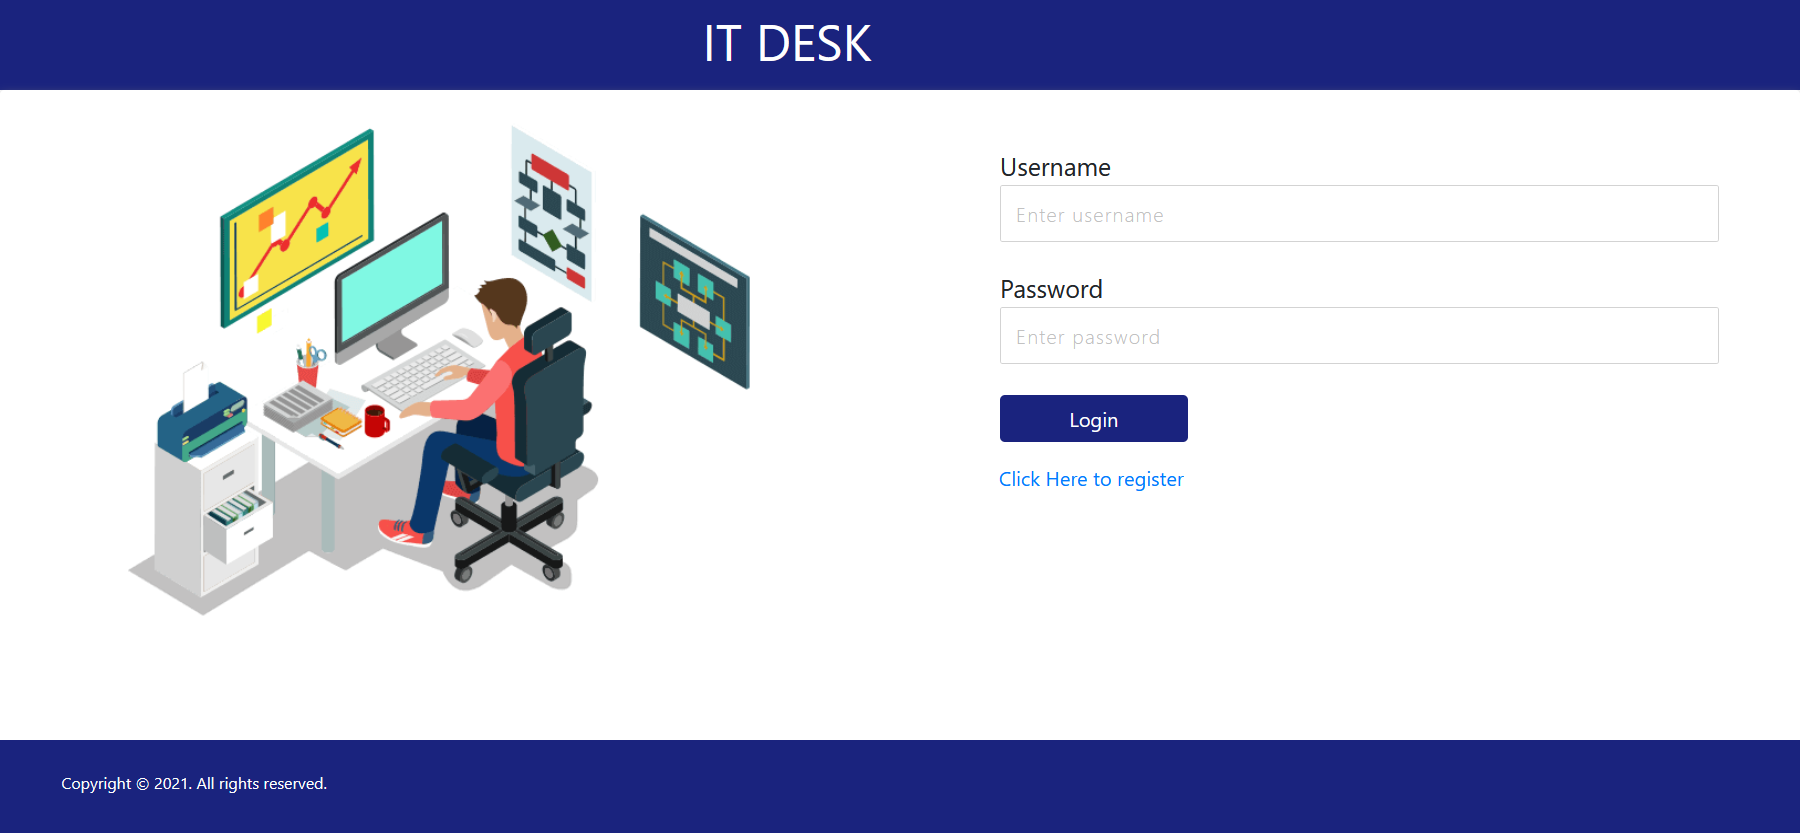 IT DESK
Username
Enter username
Password
Enter password
Login
Click Here to register
Copyright © 2021. All rights reserved.